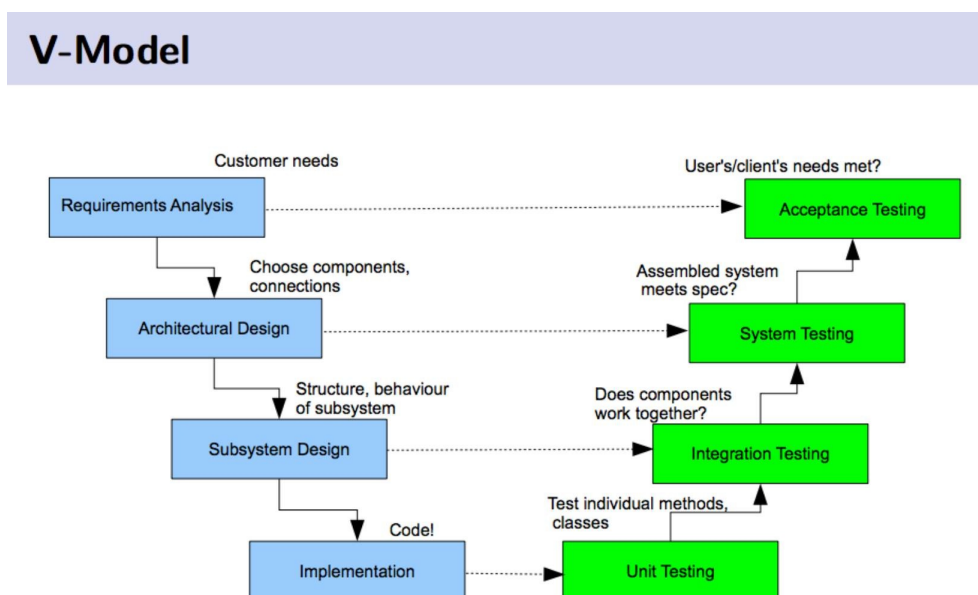 V-Model
Customer needs
User's/client's needs met?
Requirements Analysis
Acceptance Testing
Choose components,
connections
Assembled system
meets spec?
Architectural Design
System Testing
Structure, behaviour
of subsystem
Does components
work together?
Subsystem Design
Integration Testing
Code!
Test individual methods,
classes
Implementation
Unit Testing